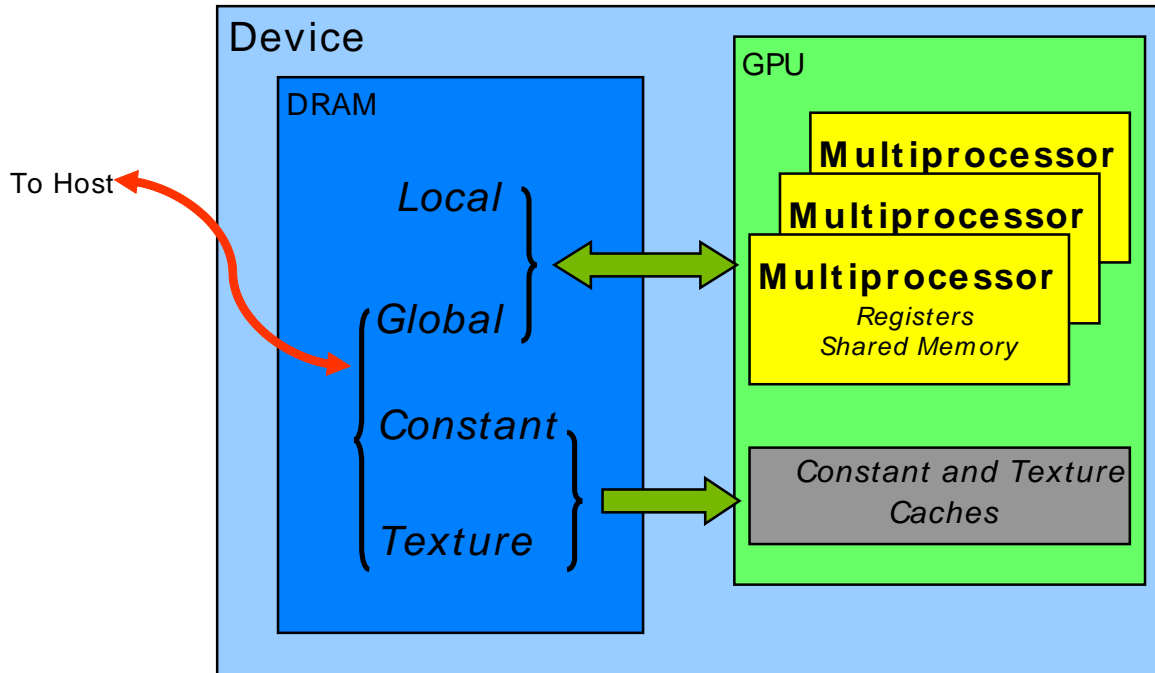 Device
DRAM
GPU
To Host
Local
Global
Constant
Texture
Multiprocessor
Multiprocessor
Multiprocessor
Registers
Shared Memory
Constant and Texture
Caches